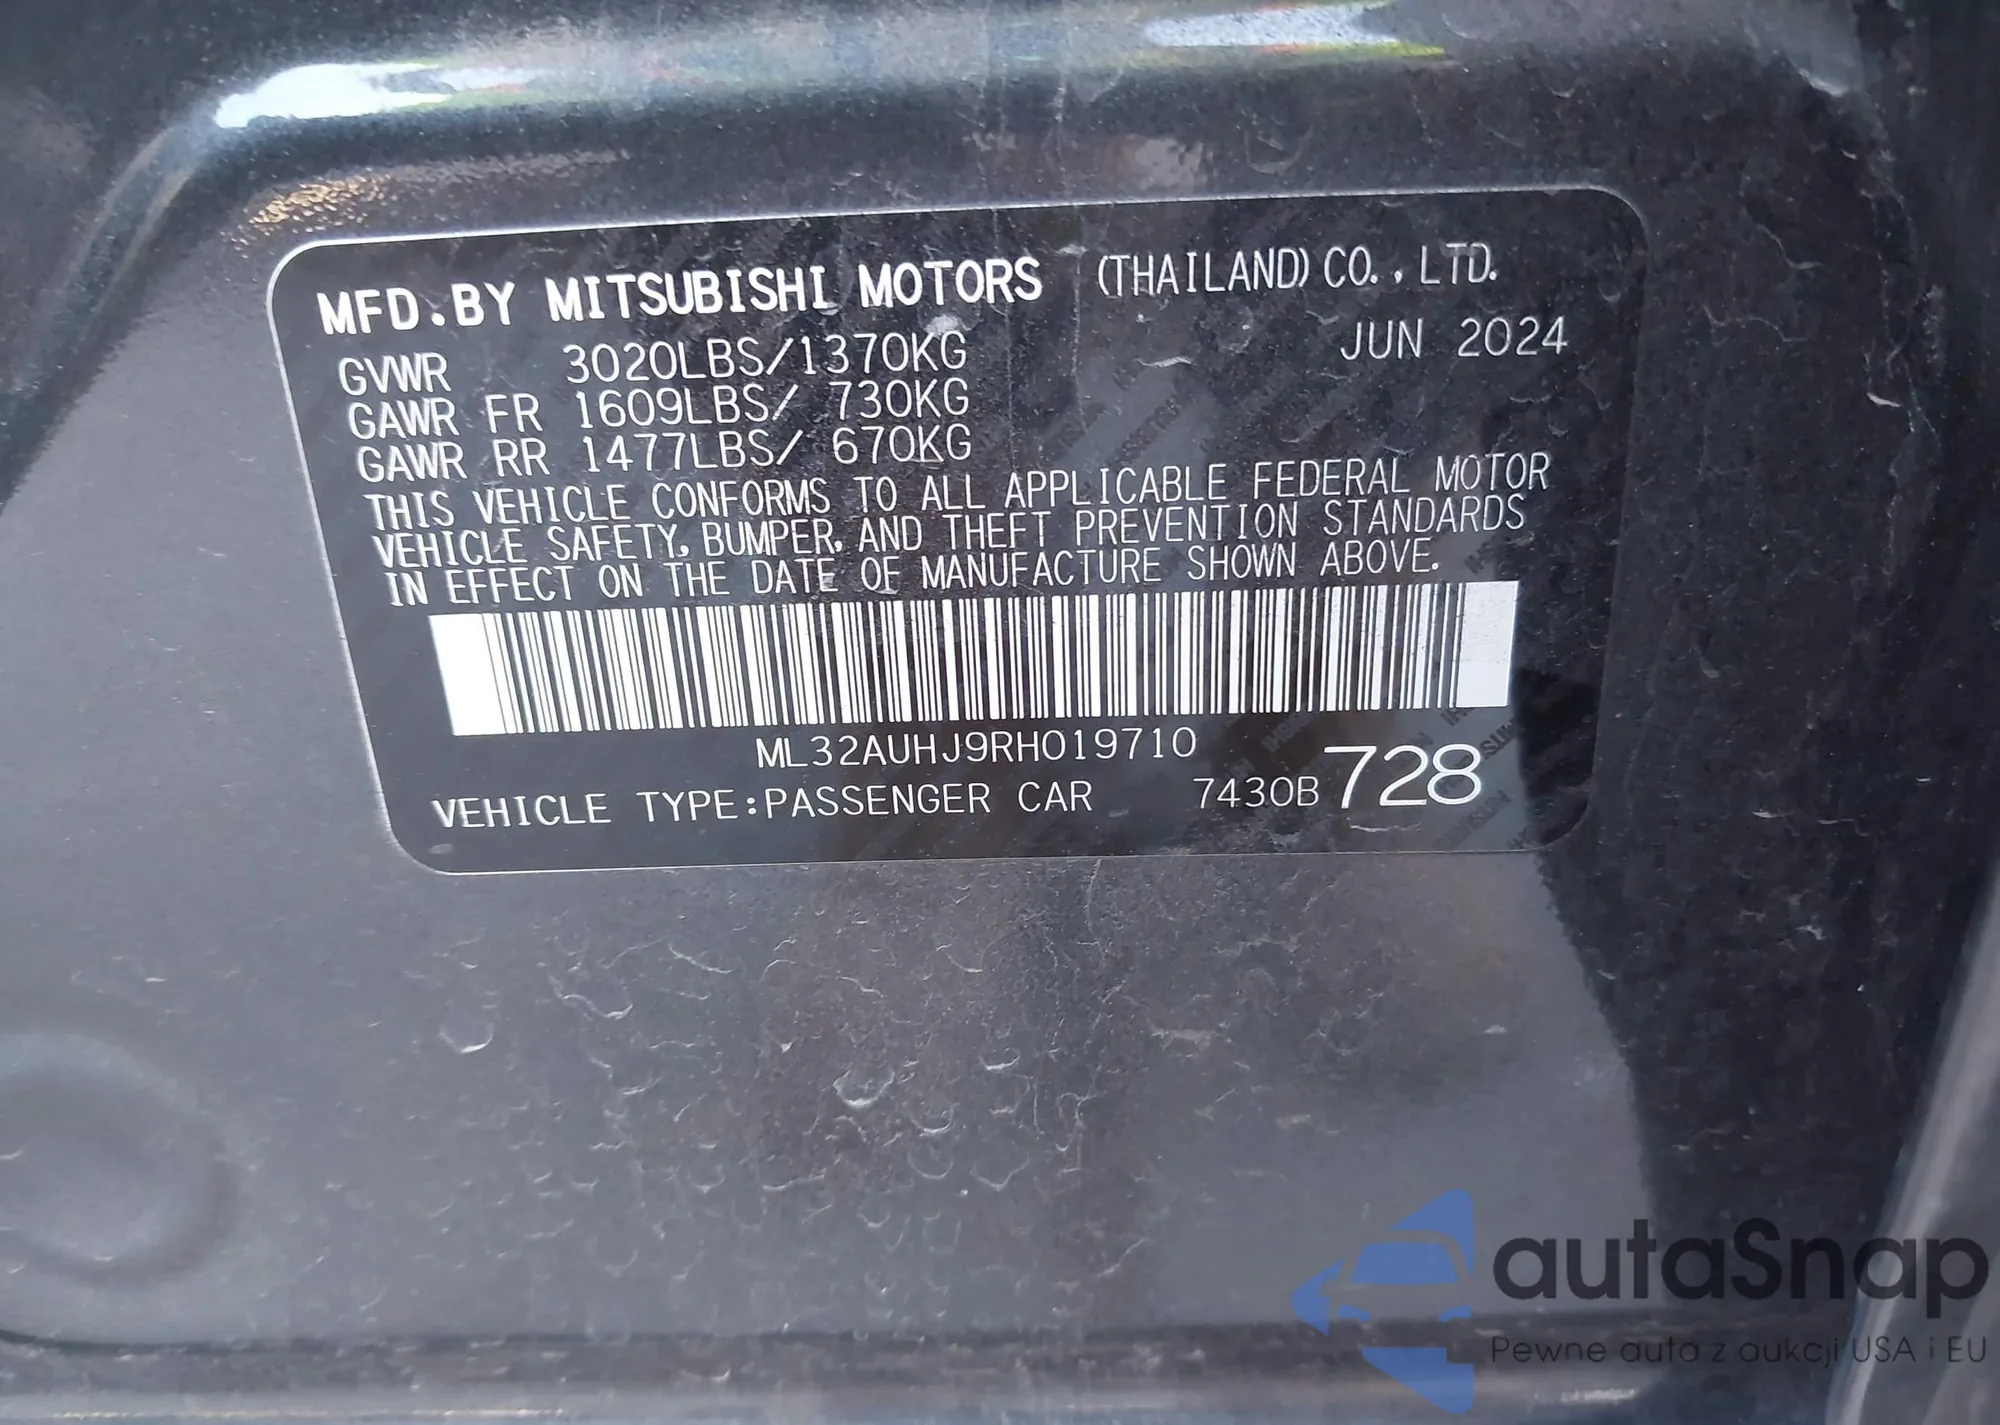 MFD.BY MITSUBISHI MOTORS (THAILAND) CO.,LTD.
JUN 2024
GVWR 3020LBS/1370KG
GAWR FR 1609LBS/ 730KG
GAWR RR 1477LBS/ 670KG
THIS VEHICLE CONFORMS TO ALL APPLICABLE FEDERAL MOTOR
VEHICLE SAFETY, BUMPER, AND THEFT PREVENTION STANDARDS
IN EFFECT ON THE DATE OF MANUFACTURE SHOWN ABOVE.
ML32AUHJ9RH019710
VEHICLE TYPE:PASSENGER CAR 7430B 728
autaSnap
Pewne auta z aukcji USA i EU